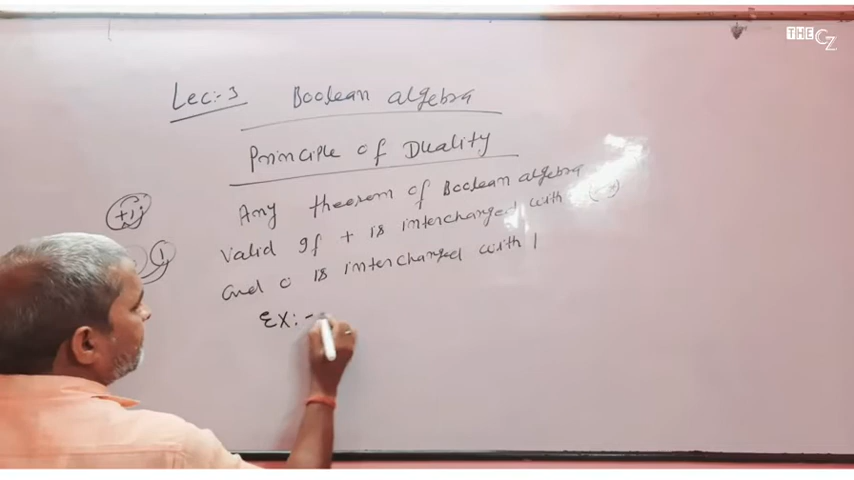 THE CZ
Lec:-3 Boolean algebra
Principle of Duality
Any theorem of Boolean algebra
valid If + is interchanged with
and 0 is interchanged with 1
EX:-
+,·
1